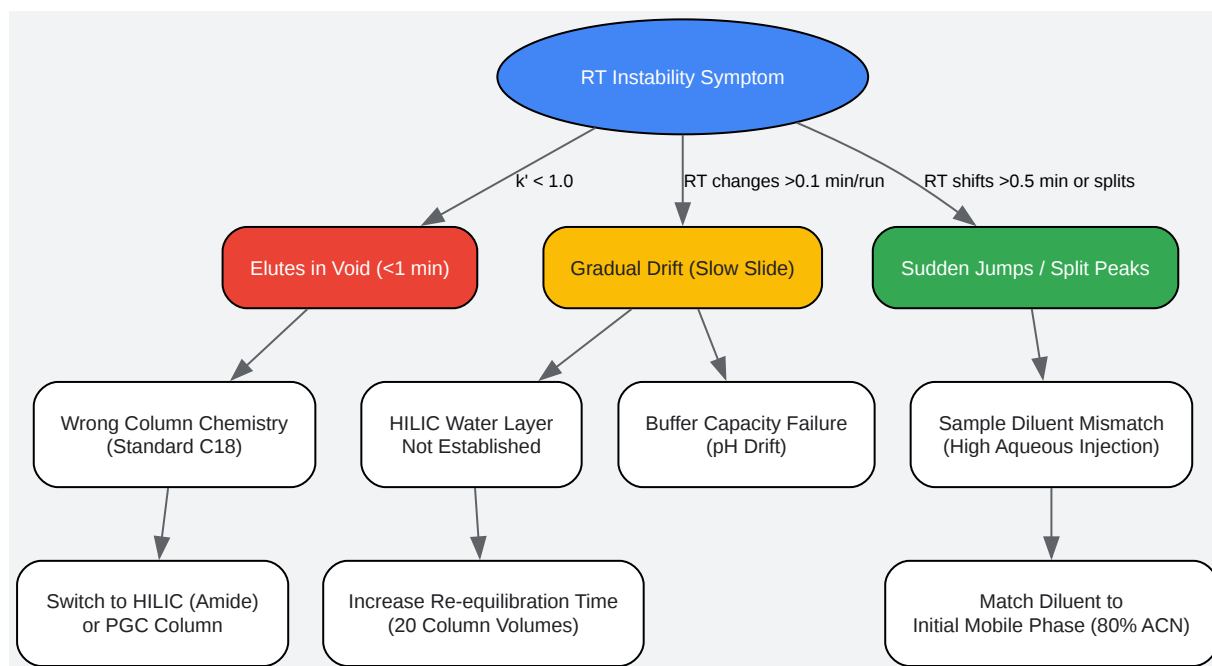 RT Instability Symptom
k' < 1.0
RT changes >0.1 min/run
RT shifts >0.5 min or splits
Elutes in Void (<1 min)
Gradual Drift (Slow Slide)
Sudden Jumps / Split Peaks
Wrong Column Chemistry
(Standard C18)
HILIC Water Layer
Not Established
Buffer Capacity Failure
(pH Drift)
Sample Diluent Mismatch
(High Aqueous Injection)
Switch to HILIC (Amide)
or PGC Column
Increase Re-equilibration Time
(20 Column Volumes)
Match Diluent to
Initial Mobile Phase (80% ACN)